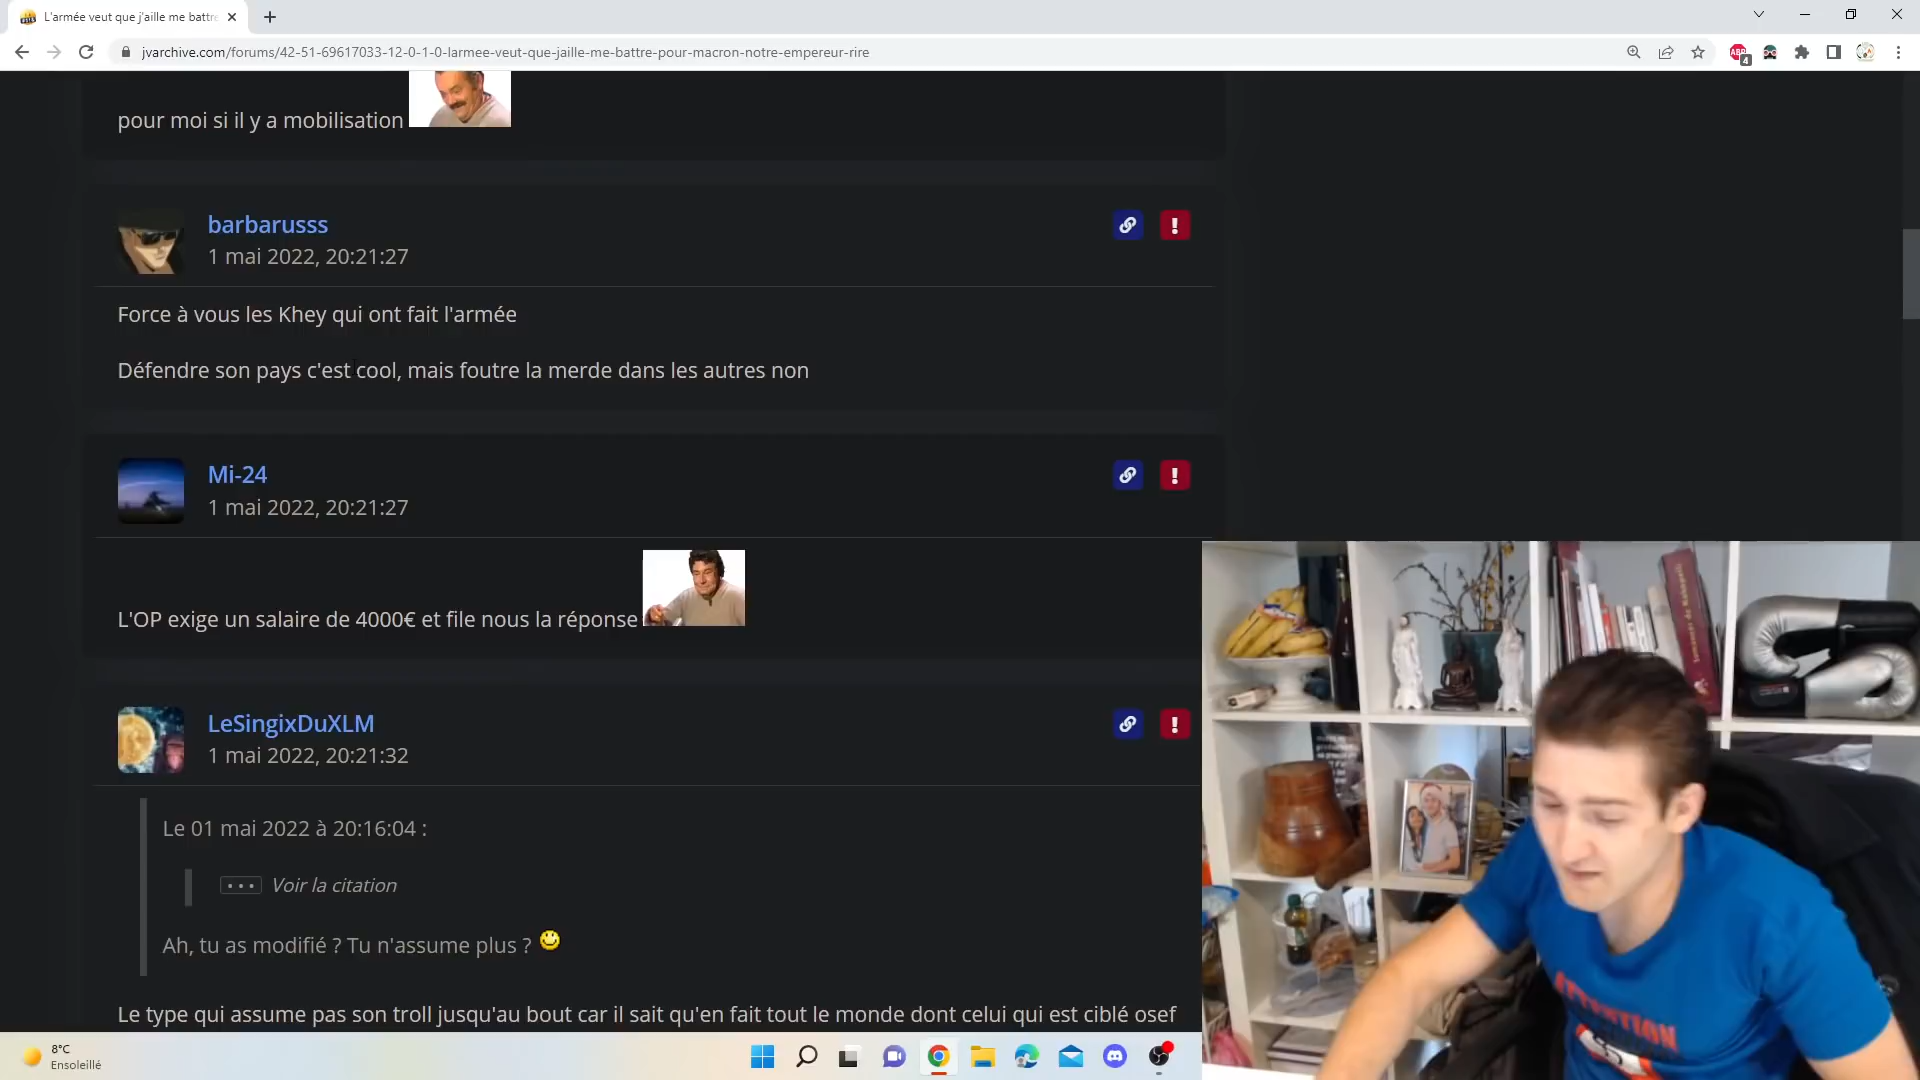 L'armée veut que j'aille me battre
jvarchive.com/forums/42-51-69617033-12-0-1-0-larmee-veut-que-jaille-me-battre-pour-macron-notre-empereur-rire
ABP
4
pour moi si il y a mobilisation
barbarusss
1 mai 2022, 20:21:27
Force à vous les Khey qui ont fait l'armée
Défendre son pays c'est cool, mais foutre la merde dans les autres non
Mi-24
1 mai 2022, 20:21:27
L'OP exige un salaire de 4000€ et file nous la réponse
LeSingixDuXLM
1 mai 2022, 20:21:32
Le 01 mai 2022 à 20:16:04 :
Voir la citation
Ah, tu as modifié ? Tu n'assume plus ?
Le type qui assume pas son troll jusqu'au bout car il sait qu'en fait tout le monde dont celui qui est ciblé osef
ATTENTION
8°C
Ensoleillé